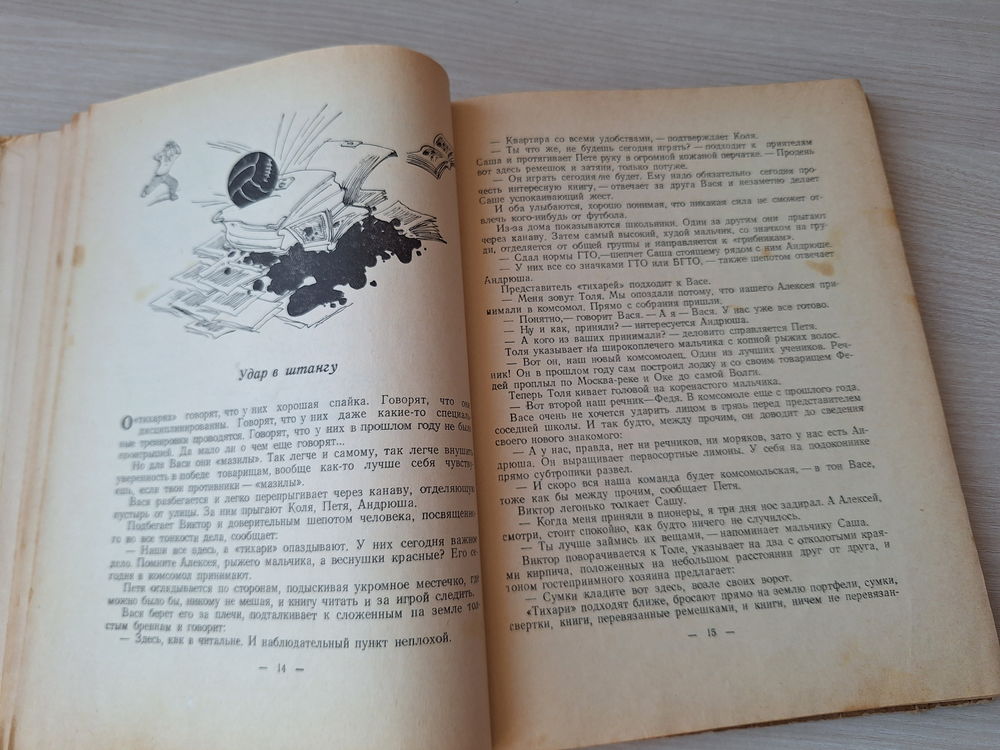 Удар в штангу
О «тихарях» говорят, что у них хорошая спайка. Говорят, что они
дисциплинированны. Говорят, что у них даже какие-то специаль-
ные тренировки проводятся. Говорят, что у них в прошлом году не было
проигрышей. Да мало ли о чем еще говорят...
Но для Васи они «мазилы». Так легче и самому, так легче внушить
уверенность в победе товарищам, вообще как-то лучше себя чувству-
ешь, если твои противники — «мазилы».
Вася разбегается и легко перепрыгивает через канаву, отделяющую
пустырь от улицы. За ним прыгают Коля, Петя, Андрюша.
Подбегает Виктор и доверительным шепотом человека, посвященно-
го во все тонкости дела, сообщает:
— Наши все здесь, а «тихари» опаздывают. У них сегодня важное
дело. Помните Алексея, рыжего мальчика, а веснушки красные? Его се-
годня в комсомол принимают.
Петя оглядывается по сторонам, подыскивая укромное местечко, где
можно было бы, никому не мешая, и книгу читать и за игрой следить.
Вася берет его за плечи, подталкивает к сложенным на земле тол-
стым бревнам и говорит:
— Здесь, как в читальне. И наблюдательный пункт неплохой.
— 14 —
— Квартира со всеми удобствами, — подтверждает Коля.
— Ты что же, не будешь сегодня играть? — подходит к приятелям
Саша и протягивает Пете руку в огромной кожаной перчатке. — Продень
вот здесь ремешок и затяни, только потуже.
— Он играть сегодня не будет. Ему надо обязательно сегодня про-
честь интересную книгу, — отвечает за друга Вася и незаметно делает
Саше успокаивающий жест.
И оба улыбаются, хорошо понимая, что никакая сила не сможет от-
влечь кого-нибудь от футбола.
Из-за дома показываются школьники. Один за другим они прыгают
через канаву. Затем самый высокий, худой мальчик, со значком на гру-
ди, отделяется от общей группы и направляется к «грибникам».
— Сдал нормы ГТО,—шепчет Саша стоящему рядом с ним Андрюше.
— У них все со значками ГТО или БГТО, — также шепотом отвечает
Андрюша.
Представитель «тихарей» подходит к Васе.
— Меня зовут Толя. Мы опоздали потому, что нашего Алексея при-
нимали в комсомол. Прямо с собрания пришли.
— Понятно,— говорит Вася. — А я — Вася. У нас уже все готово.
— Ну и как, приняли? — интересуется Андрюша.
— А кого из ваших принимали? — деловито справляется Петя.
Толя указывает на широкоплечего мальчика с копной рыжих волос.
— Вот он, наш новый комсомолец. Один из лучших учеников. Реч-
ник! Он в прошлом году сам построил лодку и со своим товарищем Фе-
дей проплыл по Москва-реке и Оке до самой Волги.
Теперь Толя кивает головой на коренастого мальчика.
— Вот второй наш речник—Федя. В комсомоле еще с прошлого года.
Васе очень не хочется ударить лицом в грязь перед представителем
соседней школы. И так будто, между прочим, он доводит до сведения
своего нового знакомого:
— А у нас, правда, нет ни речников, ни моряков, зато у нас есть Ан-
дрюша. Он выращивает первосортные лимоны. У себя на подоконнике
прямо субтропики развел.
— И скоро вся наша команда будет комсомольская, — в тон Васе,
тоже как бы между прочим, сообщает Петя.
Виктор легонько толкает Сашу.
— Когда меня приняли в пионеры, я три дня нос задирал. А Алексей,
смотри, стоит спокойно, как будто ничего не случилось.
— Ты лучше займись их вещами, — напоминает мальчику Саша.
Виктор поворачивается к Толе, указывает на два с отколотыми края-
ми кирпича, положенных на небольшом расстоянии друг от друга, и
тоном гостеприимного хозяина предлагает:
— Сумки кладите вот здесь, возле своих ворот.
«Тихари» подходят ближе, бросают прямо на землю портфели, сумки,
свертки, книги, перевязанные ремешками, и книги, ничем не перевязан-
— 15 —